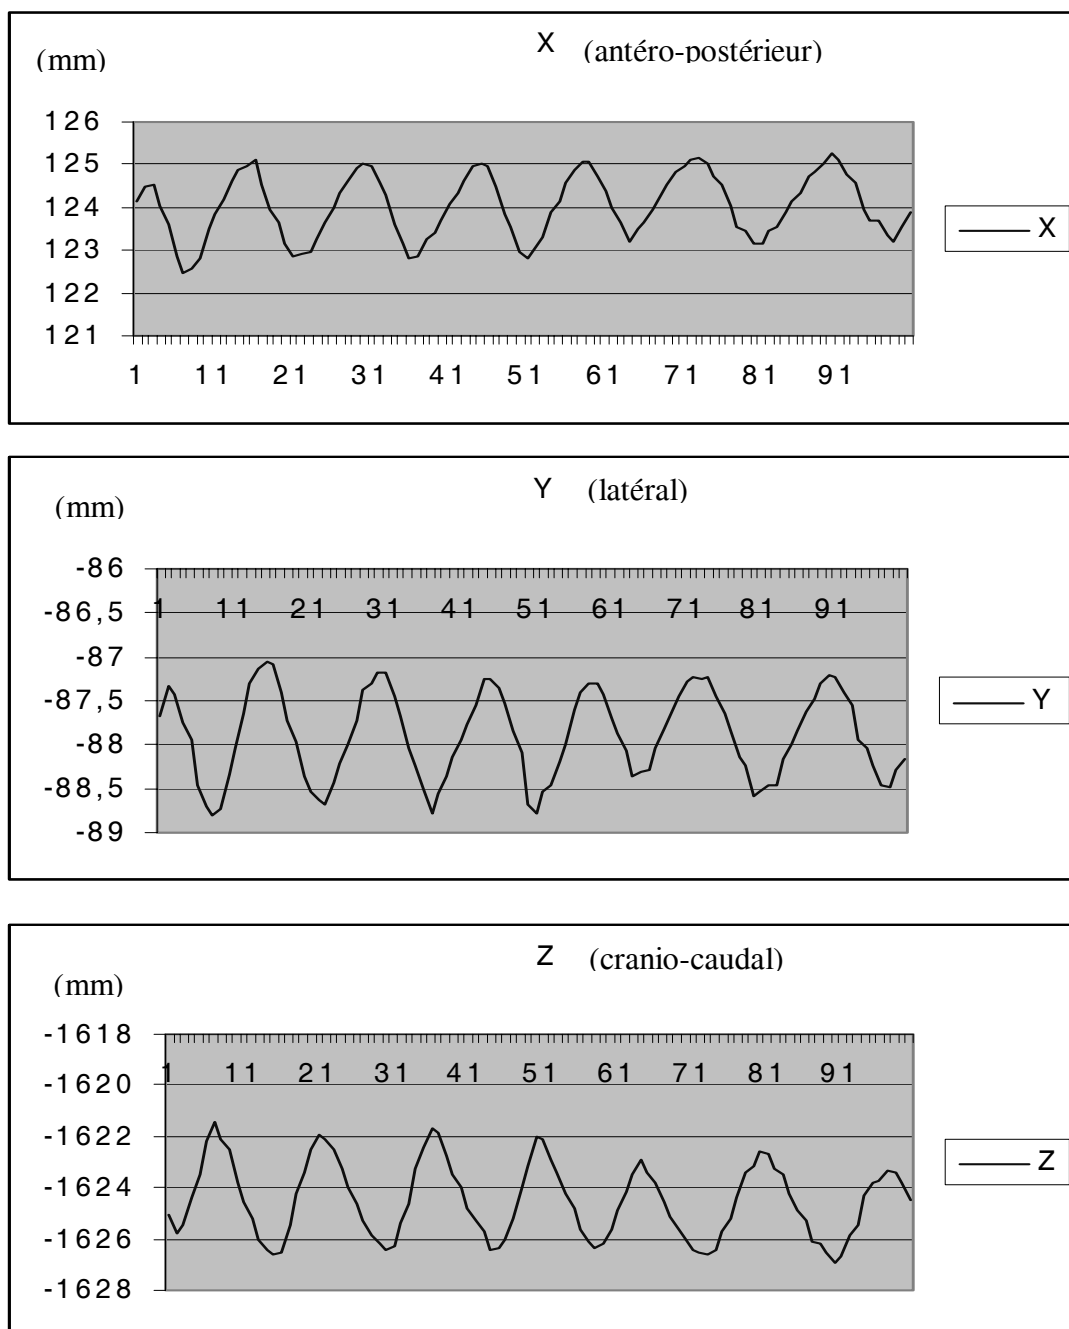 X (antéro-postérieur)
(mm)
126
125
124
123
122
121
1 11 21 31 41 51 61 71 81 91
X
Y (latéral)
(mm)
-86
-86,5
-87
-87,5
-88
-88,5
-89
1 11 21 31 41 51 61 71 81 91
Y
Z (cranio-caudal)
(mm)
-1618
-1620
-1622
-1624
-1626
-1628
1 11 21 31 41 51 61 71 81 91
Z